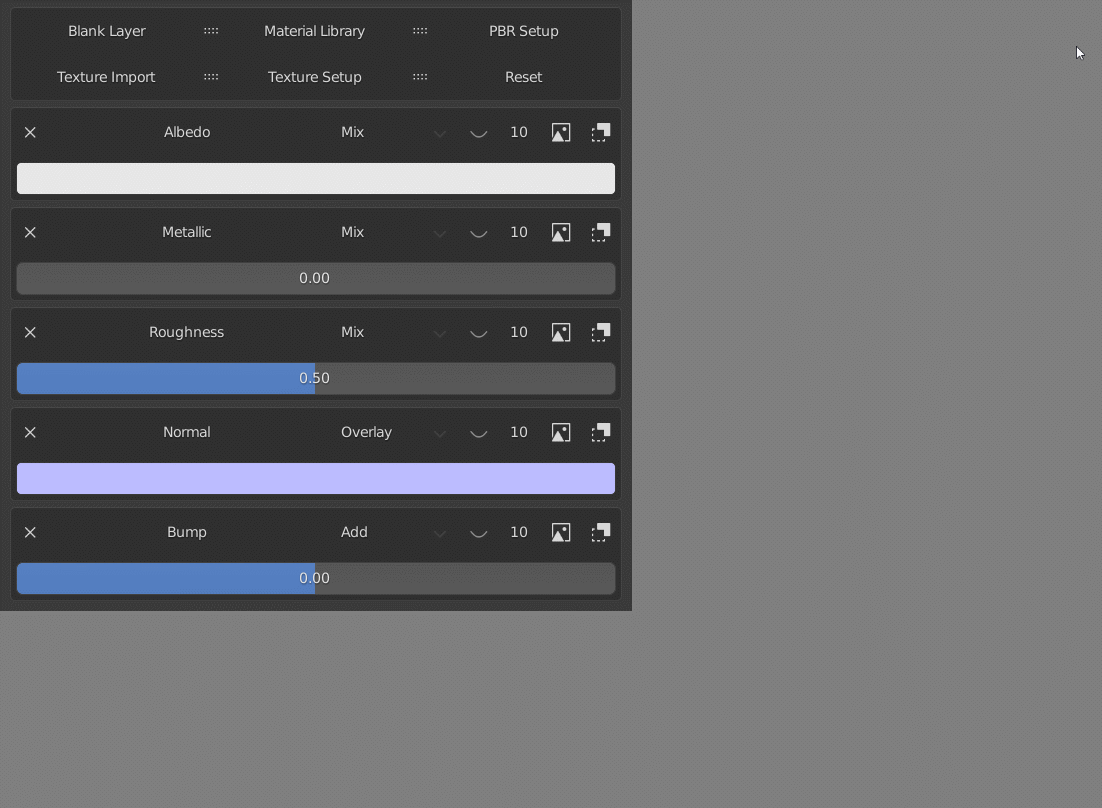 Blank Layer Material Library PBR Setup
Texture Import Texture Setup Reset
Albedo Mix 10
Metallic Mix 10
0.00
Roughness Mix 10
0.50
Normal Overlay 10
Bump Add 10
0.00